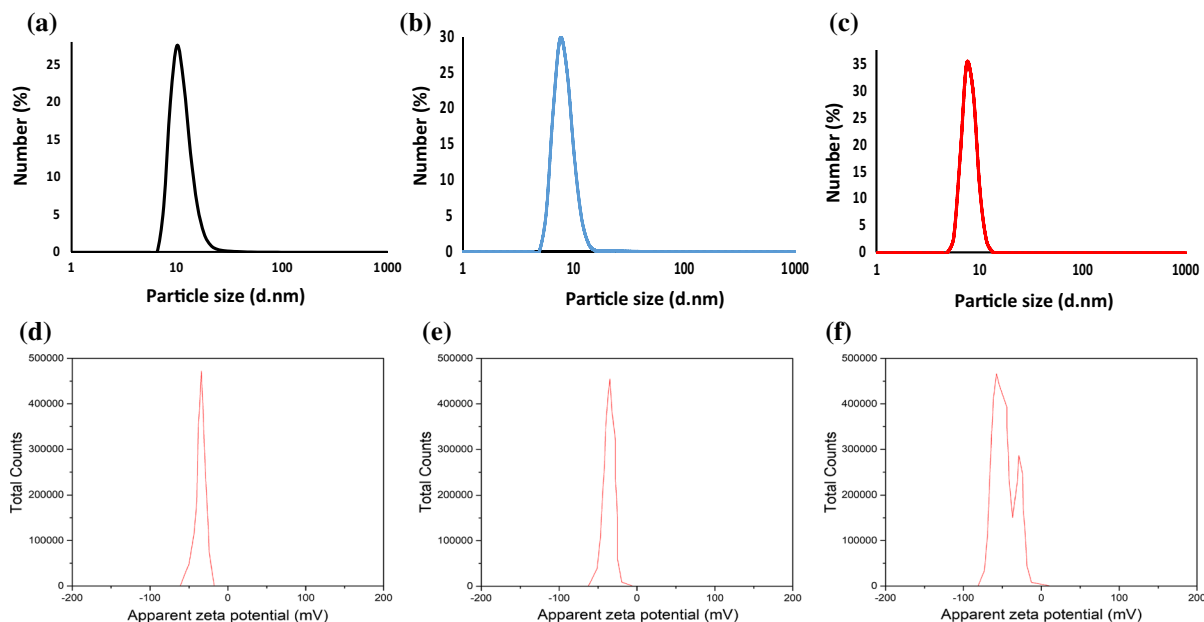 (a)
25
20
15
10
5
0
Number (%)
1 10 100 1000
Particle size (d.nm)
(b)
30
25
20
15
10
5
0
Number (%)
1 10 100 1000
Particle size (d.nm)
(c)
35
30
25
20
15
10
5
0
Number (%)
1 10 100 1000
Particle size (d.nm)
(d)
500000
400000
300000
200000
100000
0
Total Counts
-200 -100 0 100 200
Apparent zeta potential (mV)
(e)
500000
400000
300000
200000
100000
0
Total Counts
-200 -100 0 100 200
Apparent zeta potential (mV)
(f)
500000
400000
300000
200000
100000
0
Total Counts
-200 -100 0 100 200
Apparent zeta potential (mV)